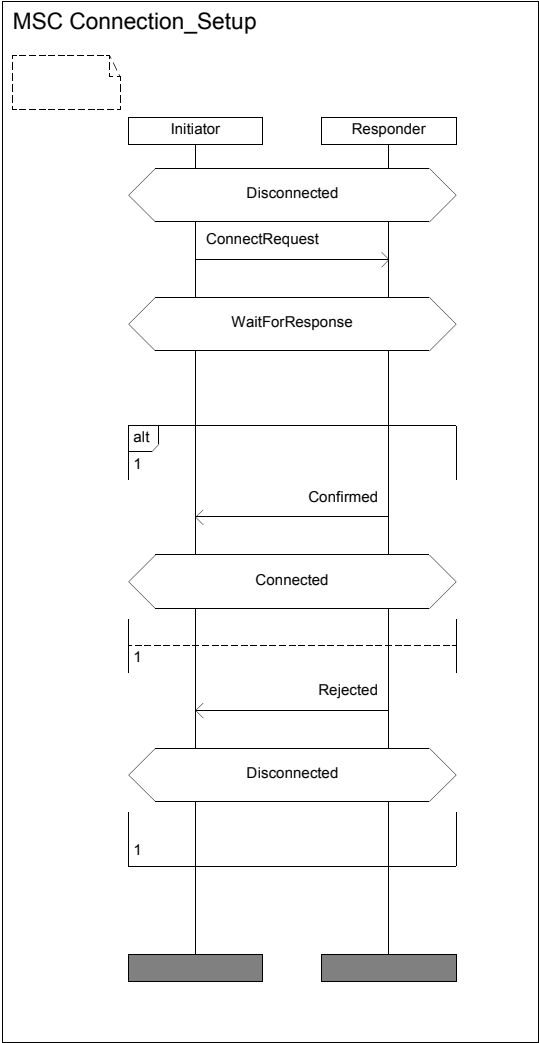 MSC Connection_Setup
Initiator
Responder
Disconnected
ConnectRequest
WaitForResponse
alt
1
Confirmed
Connected
1
Rejected
Disconnected
1